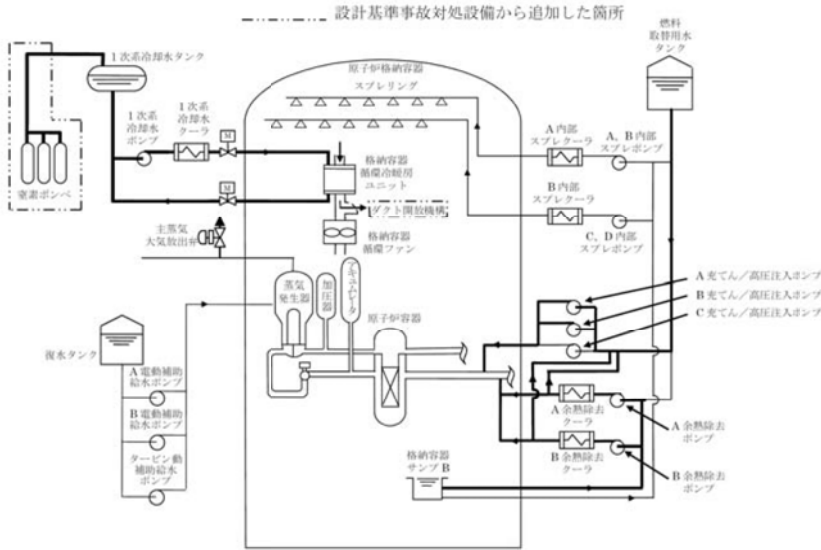 設計基準事故対処設備から追加した箇所
1次系冷却水タンク
窒素ボンベ
1次系
冷却水
ポンプ
1次系
冷却水
クーラ
M
M
主蒸気
大気放出弁
原子炉格納容器
スプレリング
格納容器
循環冷暖房
ユニット
ダクト開放機構
格納容器
循環ファン
燃料
取替用水
タンク
A内部
スプレクーラ
A，B内部
スプレポンプ
B内部
スプレクーラ
C，D内部
スプレポンプ
蒸気
発生器
加圧器
アキュムレータ
原子炉容器
A充てん／高圧注入ポンプ
B充てん／高圧注入ポンプ
C充てん／高圧注入ポンプ
復水タンク
A電動補助
給水ポンプ
B電動補助
給水ポンプ
タービン動
補助給水
ポンプ
A余熱除去
クーラ
A余熱除去
ポンプ
B余熱除去
クーラ
B余熱除去
ポンプ
格納容器
サンプB